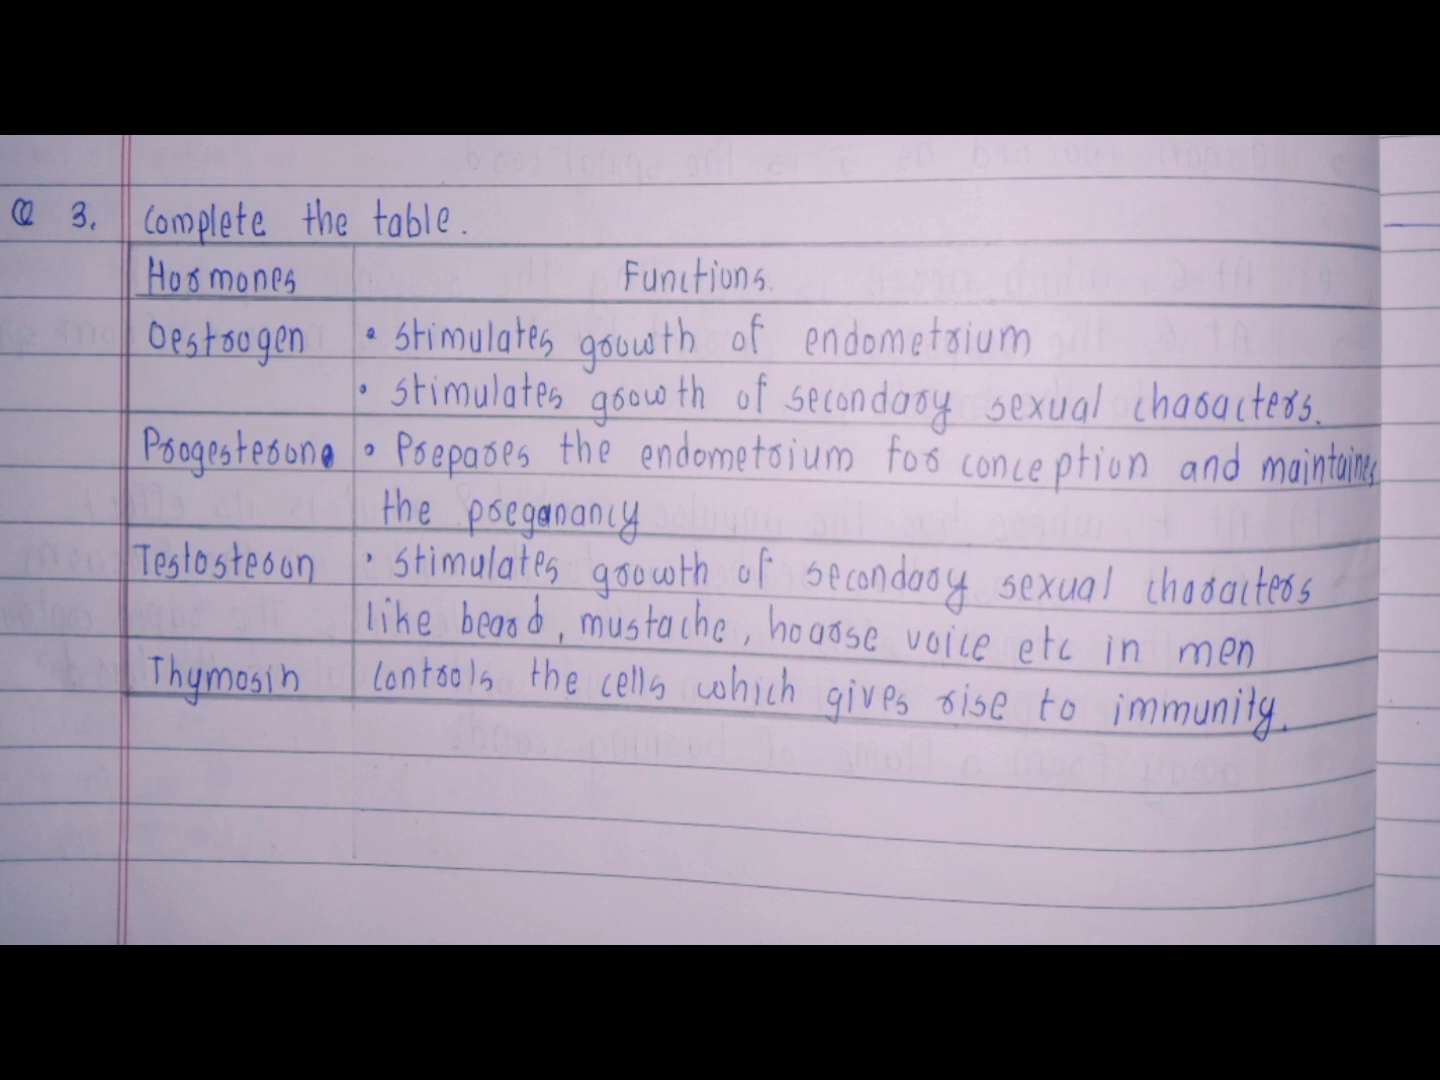 Q 3. Complete the table.
Hormones Functions.
Oestrogen • Stimulates growth of endometrium
• Stimulates growth of secondary sexual characters.
Progesterone • Prepares the endometrium for conception and maintaines
the preganancy
Testosteron • Stimulates growth of secondary sexual characters
like beard, mustache, hoarse voice etc in men
Thymosin Controls the cells which gives rise to immunity.